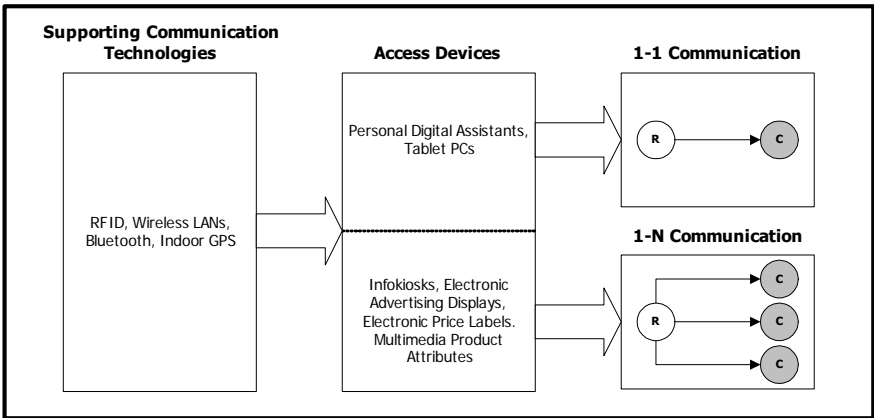 Supporting Communication
Technologies
RFID, Wireless LANs,
Bluetooth, Indoor GPS
Access Devices
Personal Digital Assistants,
Tablet PCs
Infokiosks, Electronic
Advertising Displays,
Electronic Price Labels.
Multimedia Product
Attributes
1-1 Communication
R
C
1-N Communication
C
R
C
C